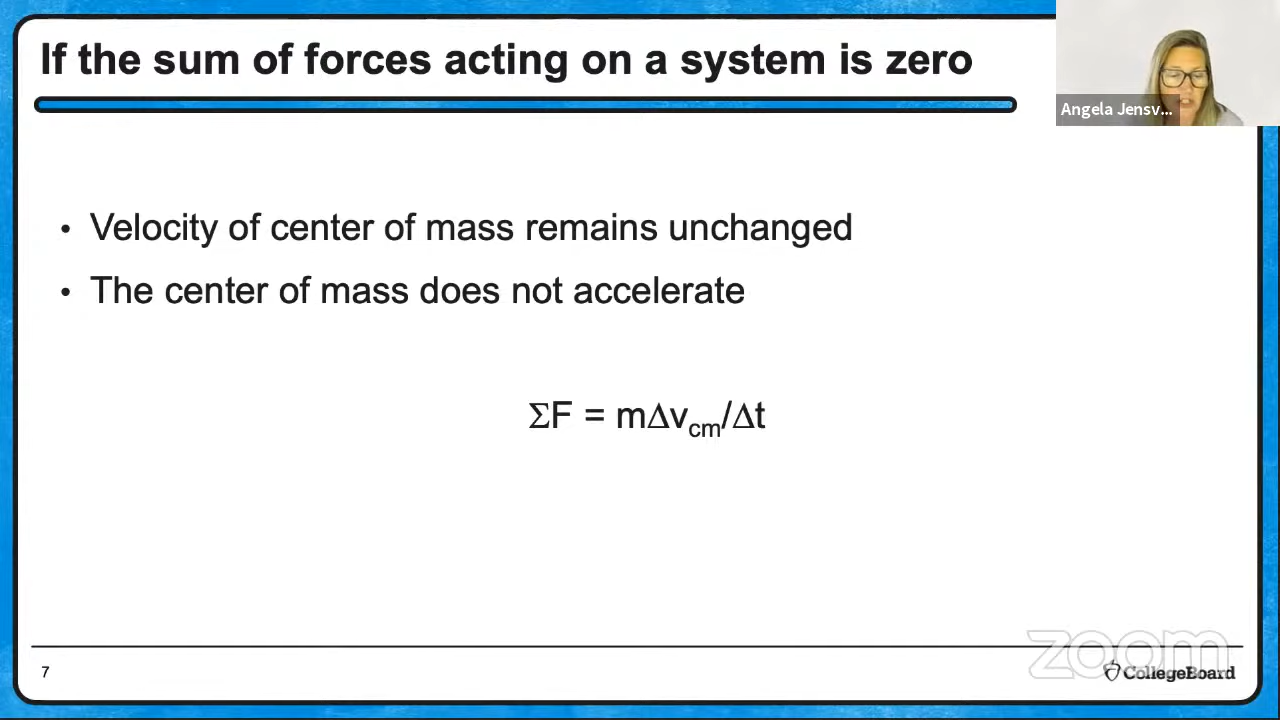 If the sum of forces acting on a system is zero
Angela Jensv...
• Velocity of center of mass remains unchanged
• The center of mass does not accelerate
ΣF = mΔv_cm/Δt
zoom
7
CollegeBoard